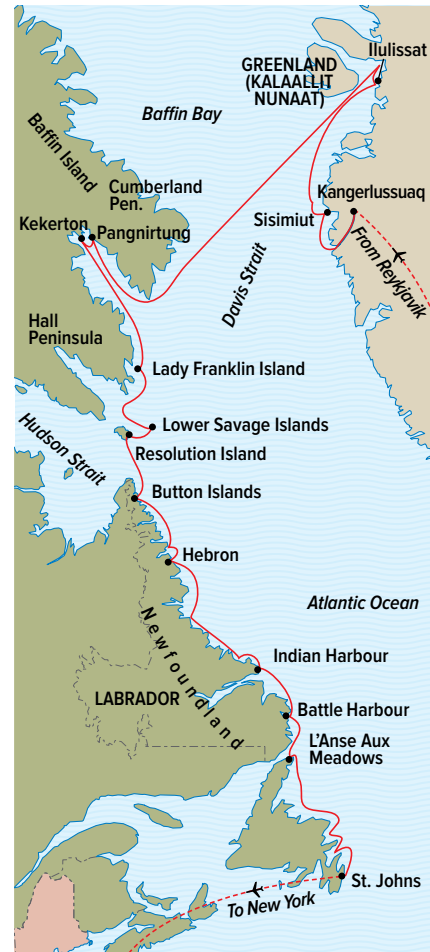 Ilulissat
GREENLAND
(KALAALLIT
NUNAAT)
Baffin Bay
Baffin Island
Cumberland
Pen.
Kangerlussuaq
Kekerton
Pangnirtung
Sisimiut
From Reykjavik
Davis Strait
Hall
Peninsula
Lady Franklin Island
Lower Savage Islands
Hudson Strait
Resolution Island
Button Islands
Hebron
Atlantic Ocean
Newfoundland
Indian Harbour
LABRADOR
Battle Harbour
L'Anse Aux
Meadows
St. Johns
To New York